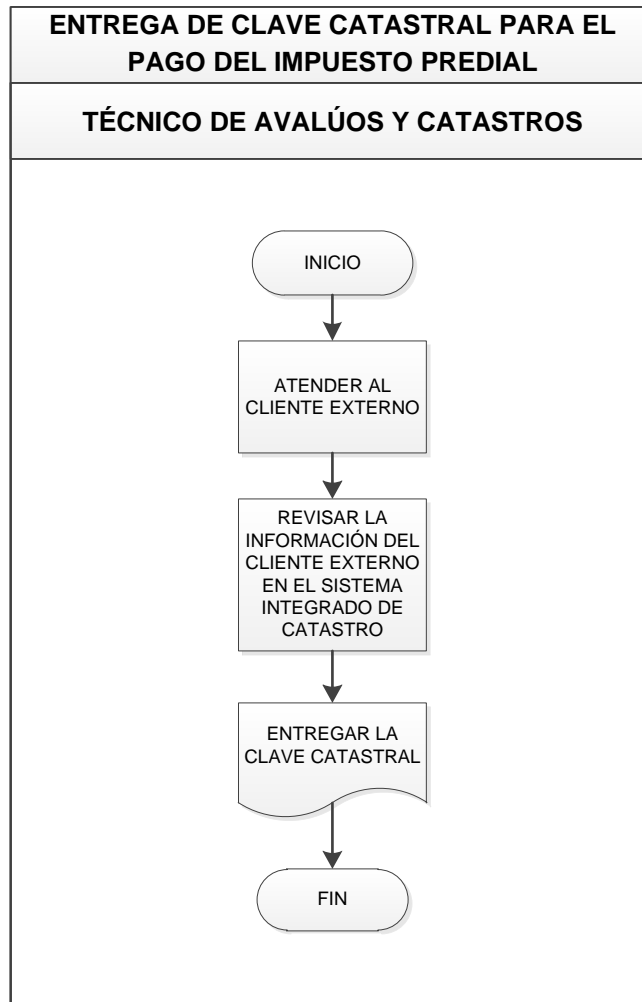 ENTREGA DE CLAVE CATASTRAL PARA EL
PAGO DEL IMPUESTO PREDIAL
TÉCNICO DE AVALÚOS Y CATASTROS
INICIO
ATENDER AL
CLIENTE EXTERNO
REVISAR LA
INFORMACIÓN DEL
CLIENTE EXTERNO
EN EL SISTEMA
INTEGRADO DE
CATASTRO
ENTREGAR LA
CLAVE CATASTRAL
FIN